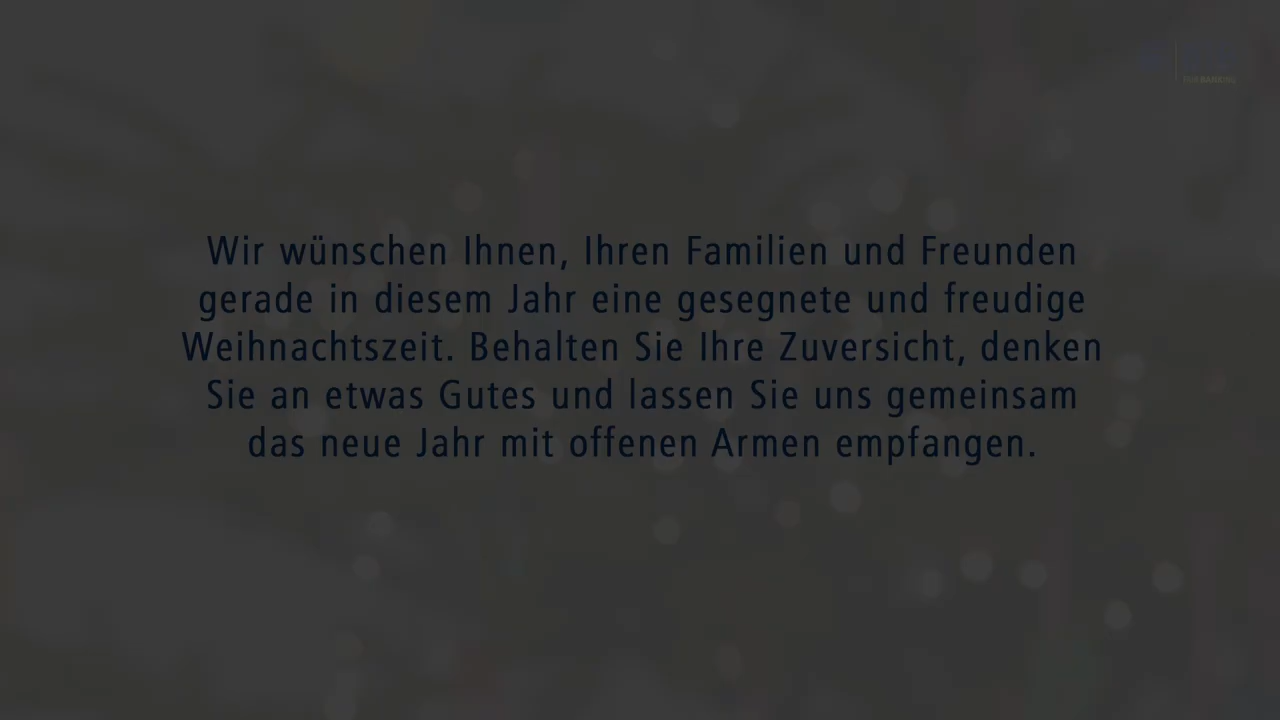 Wir wünschen Ihnen, Ihren Familien und Freunden
gerade in diesem Jahr eine gesegnete und freudige
Weihnachtszeit. Behalten Sie Ihre Zuversicht, denken
Sie an etwas Gutes und lassen Sie uns gemeinsam
das neue Jahr mit offenen Armen empfangen.